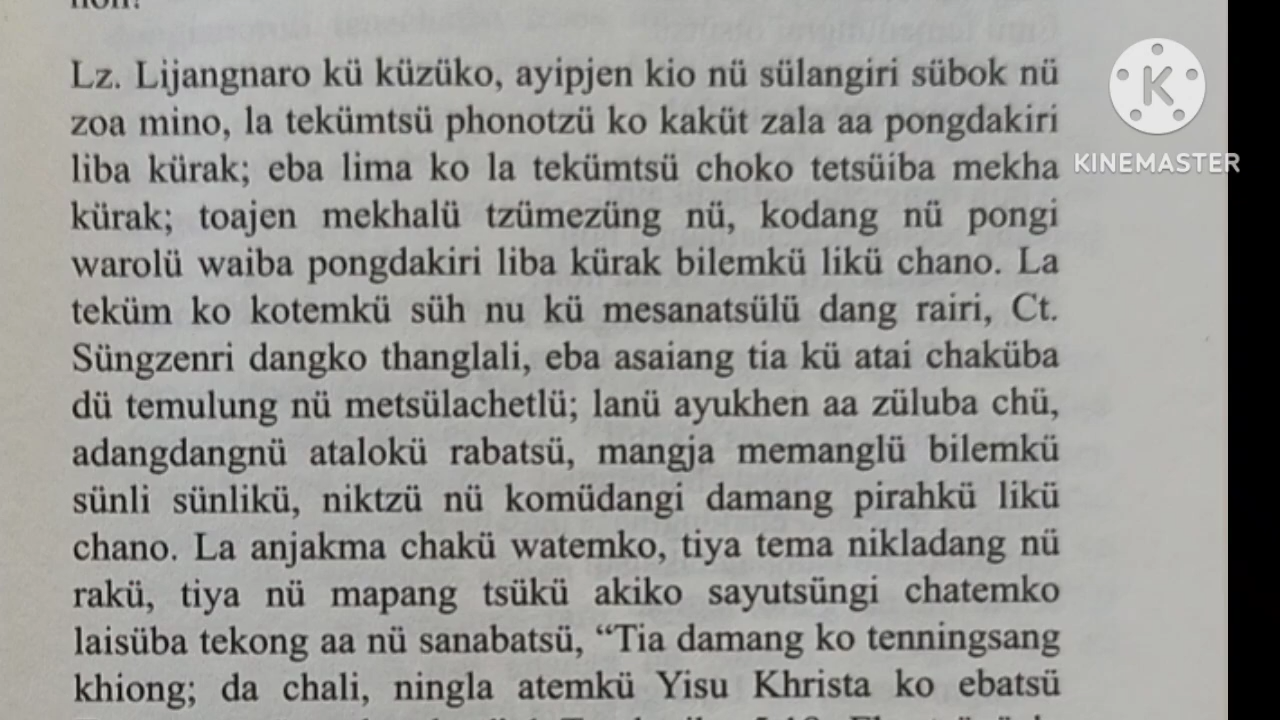 Lz. Lijangnaro kü küzüko, ayipjen kio nü sülangiri sübok nü
zoa mino, la tekümtsü phonotzü ko kaküt zala aa pongdakiri
liba kürak; eba lima ko la tekümtsü choko tetsüiba mekha
kürak; toajen mekhalü tzümezüng nü, kodang nü pongi
warolü waiba pongdakiri liba kürak bilemkü likü chano. La
teküm ko kotemkü süh nu kü mesanatsülü dang rairi, Ct.
Süngzenri dangko thanglali, eba asaiang tia kü atai chaküba
dü temulung nü metsülachetlü; lanü ayukhen aa züluba chü,
adangdangnü atalokü rabatsü, mangja memanglü bilemkü
sünli sünlikü, niktzü nü komüdangi damang pirahkü likü
chano. La anjakma chakü watemko, tiya tema nikladang nü
rakü, tiya nü mapang tsükü akiko sayutsüngi chatemko
laisüba tekong aa nü sanabatsü, “Tia damang ko tenningsang
khiong; da chali, ningla atemkü Yisu Khrista ko ebatsü
KINEMASTER